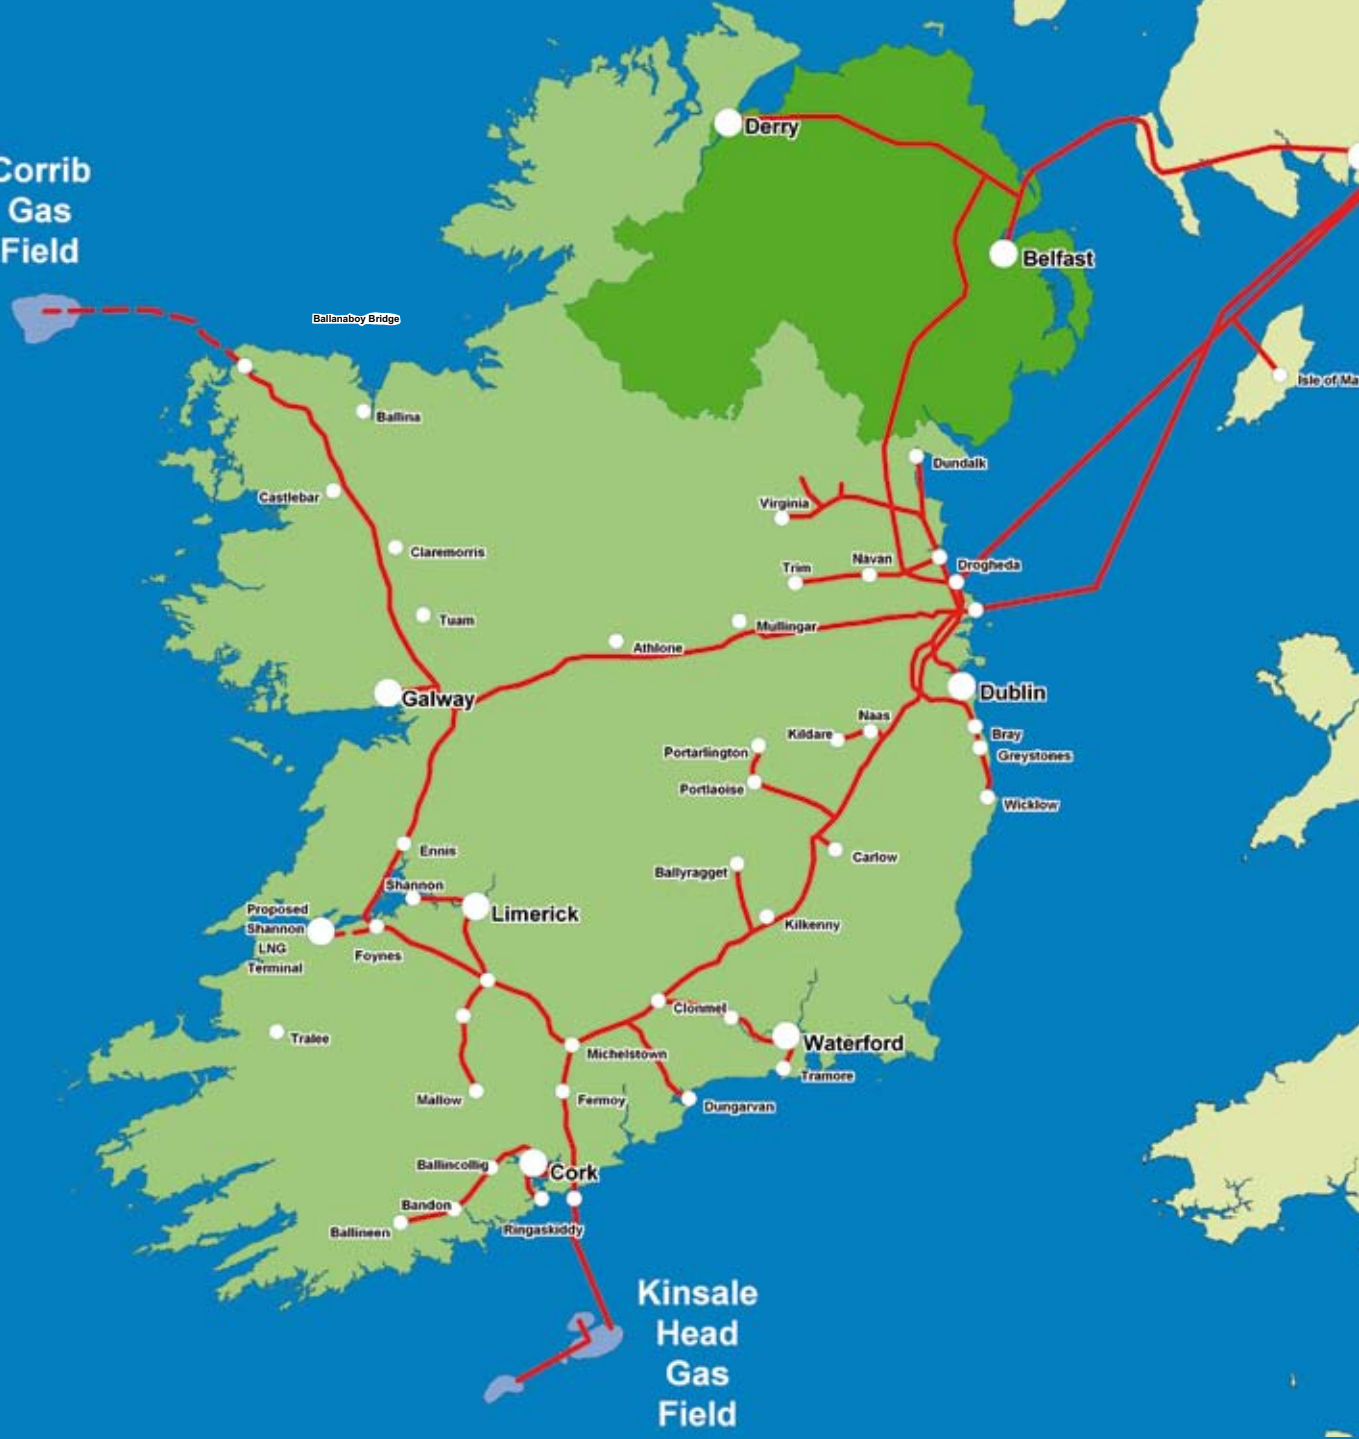 Corrib
Gas
Field
Derry
Belfast
Ballanaboy Bridge
Isle of Ma
Ballina
Castlebar
Claremorris
Tuam
Galway
Athlone
Mullingar
Virginia
Dundalk
Trim
Navan
Drogheda
Dublin
Naas
Kildare
Bray
Greystones
Portarlington
Portlaoise
Wicklow
Ennis
Carlow
Ballyragget
Shannon
Limerick
Kilkenny
Proposed
Shannon
LNG
Terminal
Foynes
Clonmel
Waterford
Tramore
Tralee
Michelstown
Mallow
Fermoy
Dungarvan
Ballincollig
Cork
Bandon
Ballineen
Ringaskiddy
Kinsale
Head
Gas
Field